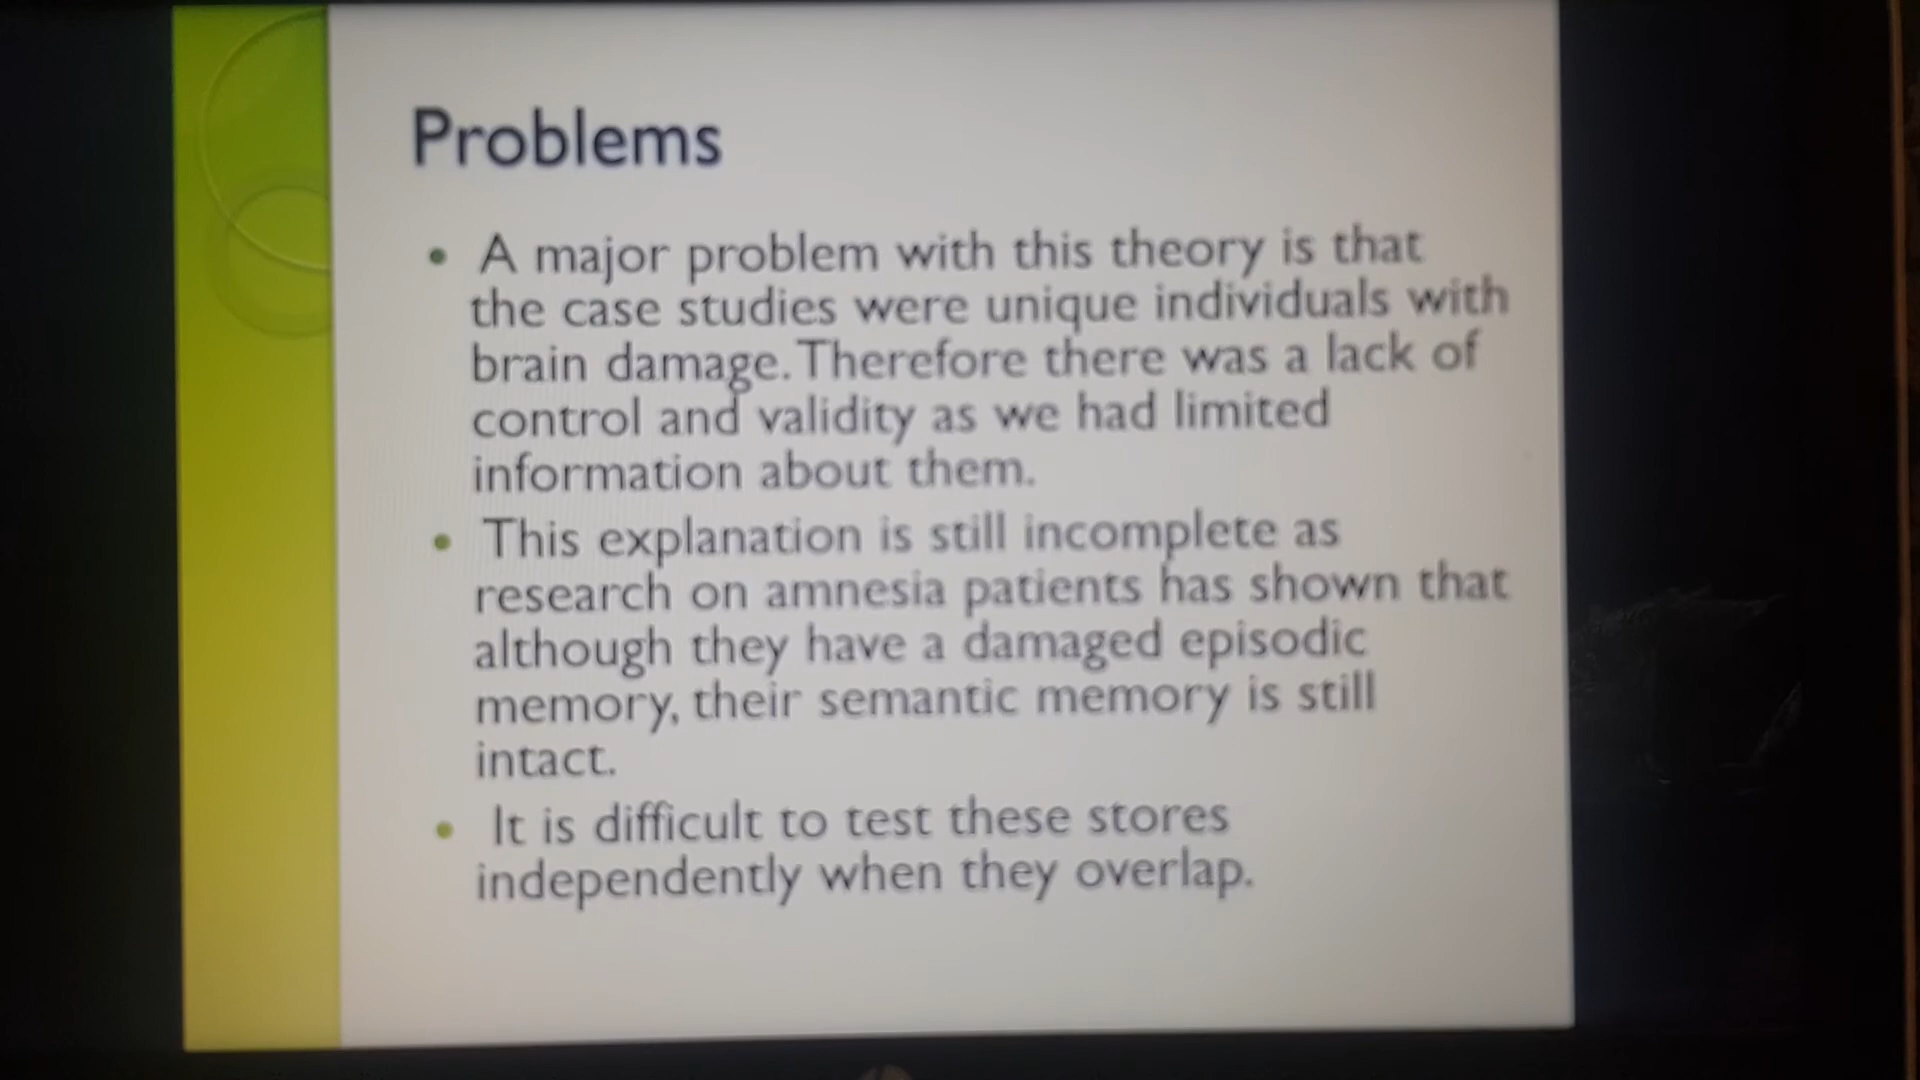 Problems
• A major problem with this theory is that
the case studies were unique individuals with
brain damage. Therefore there was a lack of
control and validity as we had limited
information about them.
• This explanation is still incomplete as
research on amnesia patients has shown that
although they have a damaged episodic
memory, their semantic memory is still
intact.
• It is difficult to test these stores
independently when they overlap.